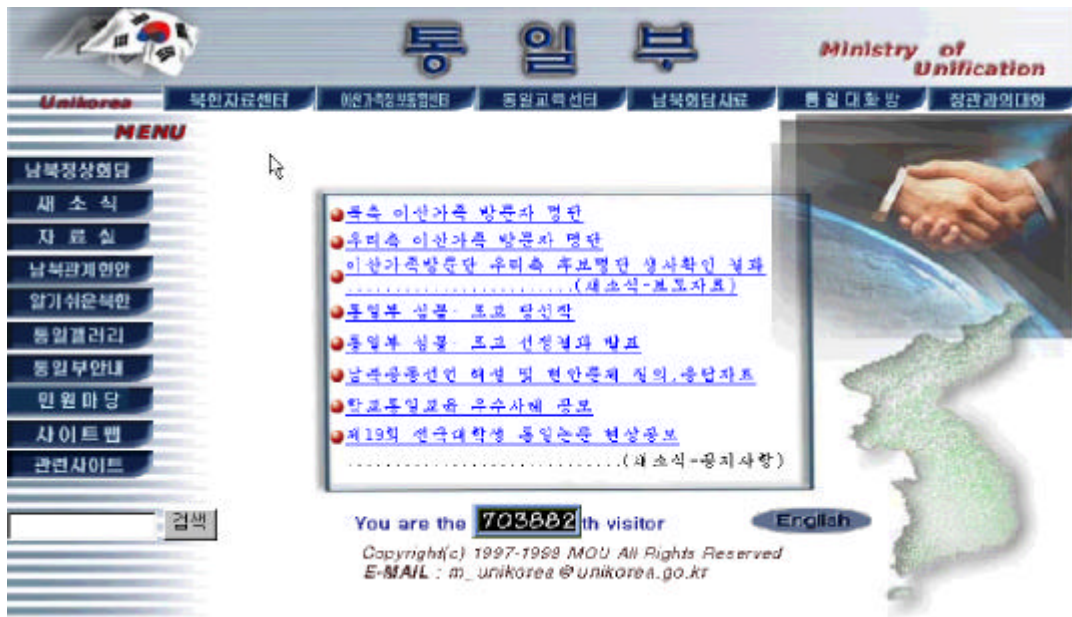 통일부
Ministry of
Unification
Unikorea 북한자료센터 이산가족정보통합센터 통일교육센터 남북회담사료 통일대화방 장관과의대화
MENU
남북정상회담
새소식
자료실
남북관계현안
알기쉬운북한
통일갤러리
통일부안내
민원마당
사이트맵
관련사이트
검색
북측 이산가족 방문자 명단
우리측 이산가족 방문자 명단
이산가족방문단 우리측 후보명단 생사확인 결과
........................(새소식-보도자료)
통일부 심볼· 로고 당선작
통일부 심볼· 로고 선정결과 발표
남북공동선언 해설 및 현안문제 질의,응답자료
학교통일교육 우수사례 공모
제19회 전국대학생 통일논문 현상공모
.............................(새소식-공지사항)
You are the 703882 th visitor
English
Copyright(c) 1997-1999 MOU All Rights Reserved
E-MAIL : m_unikorea@unikorea.go.kr